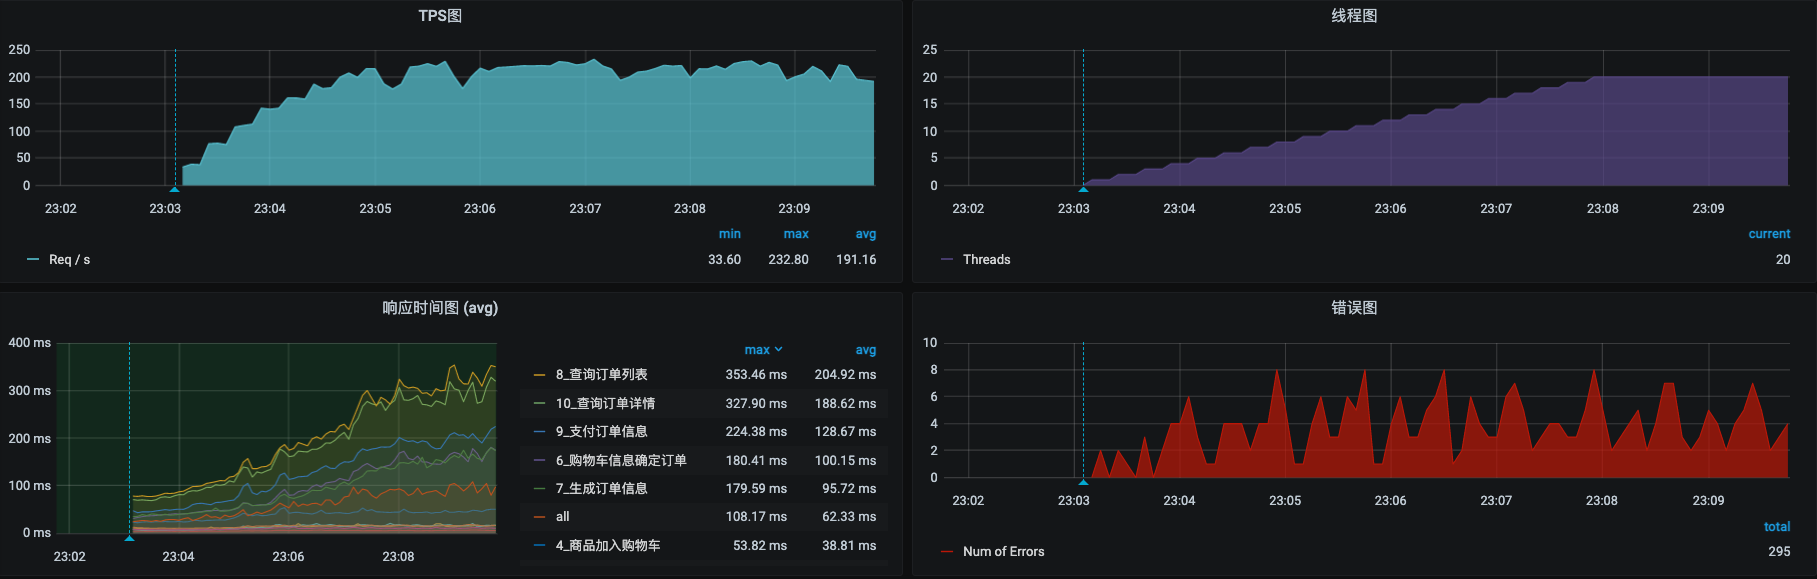 TPS图
250
200
150
100
50
0
23:02
23:03
23:04
23:05
23:06
23:07
23:08
23:09
min max avg
Req / s 33.60 232.80 191.16
线程图
25
20
15
10
5
0
23:02
23:03
23:04
23:05
23:06
23:07
23:08
23:09
current
Threads 20
响应时间图 (avg)
400 ms
300 ms
200 ms
100 ms
0 ms
23:02
23:04
23:06
23:08
max avg
8_查询订单列表 353.46 ms 204.92 ms
10_查询订单详情 327.90 ms 188.62 ms
9_支付订单信息 224.38 ms 128.67 ms
6_购物车信息确定订单 180.41 ms 100.15 ms
7_生成订单信息 179.59 ms 95.72 ms
all 108.17 ms 62.33 ms
4_商品加入购物车 53.82 ms 38.81 ms
错误图
10
8
6
4
2
0
23:02
23:03
23:04
23:05
23:06
23:07
23:08
23:09
total
Num of Errors 295